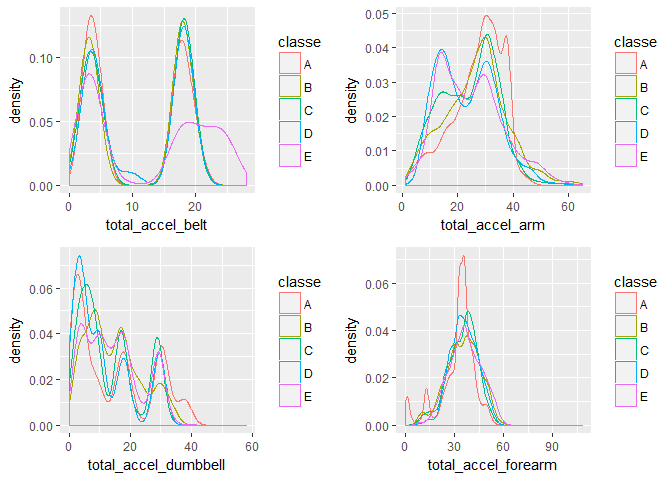 density
0.10
0.05
0.00
0
10
20
total_accel_belt
classe
A
B
C
D
E
density
0.05
0.04
0.03
0.02
0.01
0.00
0
20
40
60
total_accel_arm
classe
A
B
C
D
E
density
0.06
0.04
0.02
0.00
0
20
40
60
total_accel_dumbbell
classe
A
B
C
D
E
density
0.06
0.04
0.02
0.00
0
30
60
90
total_accel_forearm
classe
A
B
C
D
E